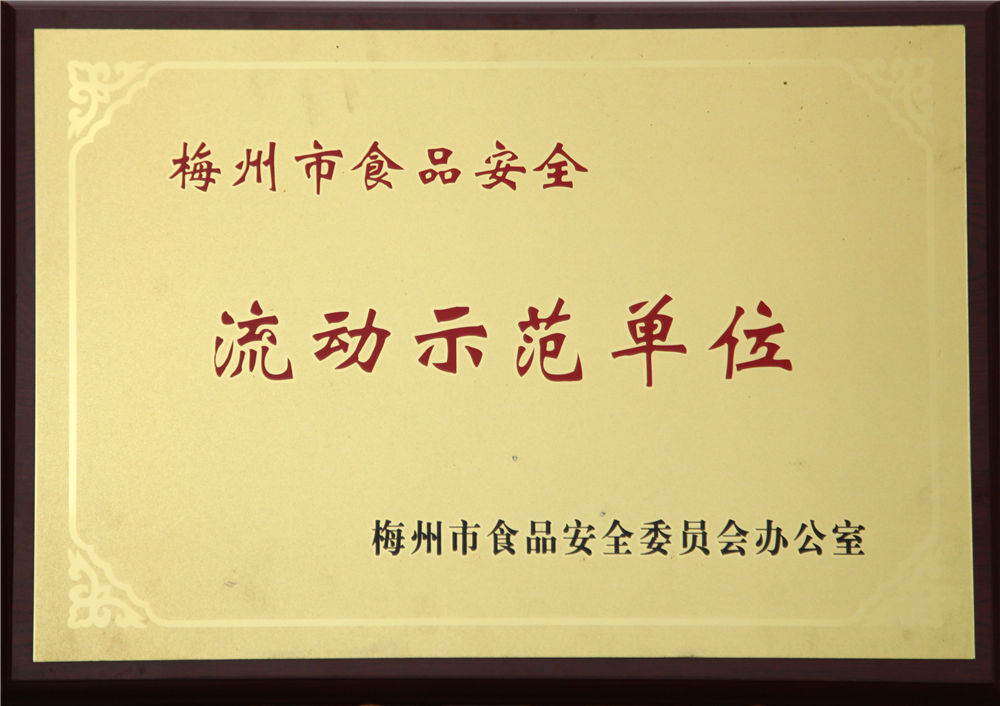 梅州市食品安全
流动示范单位
梅州市食品安全委员会办公室